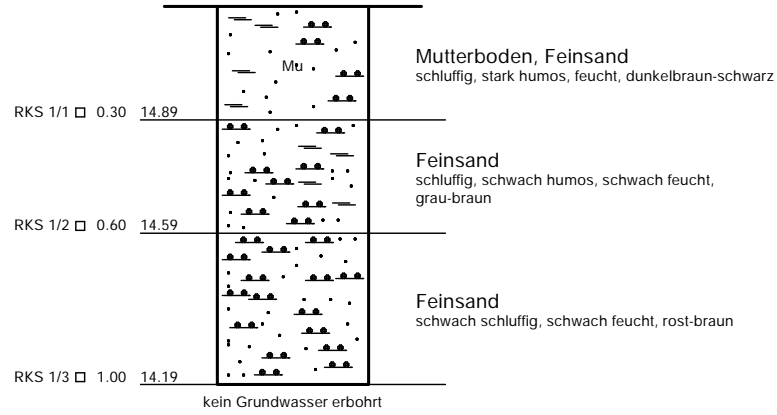 Mu
Mutterboden, Feinsand
schluffig, stark humos, feucht, dunkelbraun-schwarz
RKS 1/1 0.30 14.89
Feinsand
schluffig, schwach humos, schwach feucht,
grau-braun
RKS 1/2 0.60 14.59
Feinsand
schwach schluffig, schwach feucht, rost-braun
RKS 1/3 1.00 14.19
kein Grundwasser erbohrt